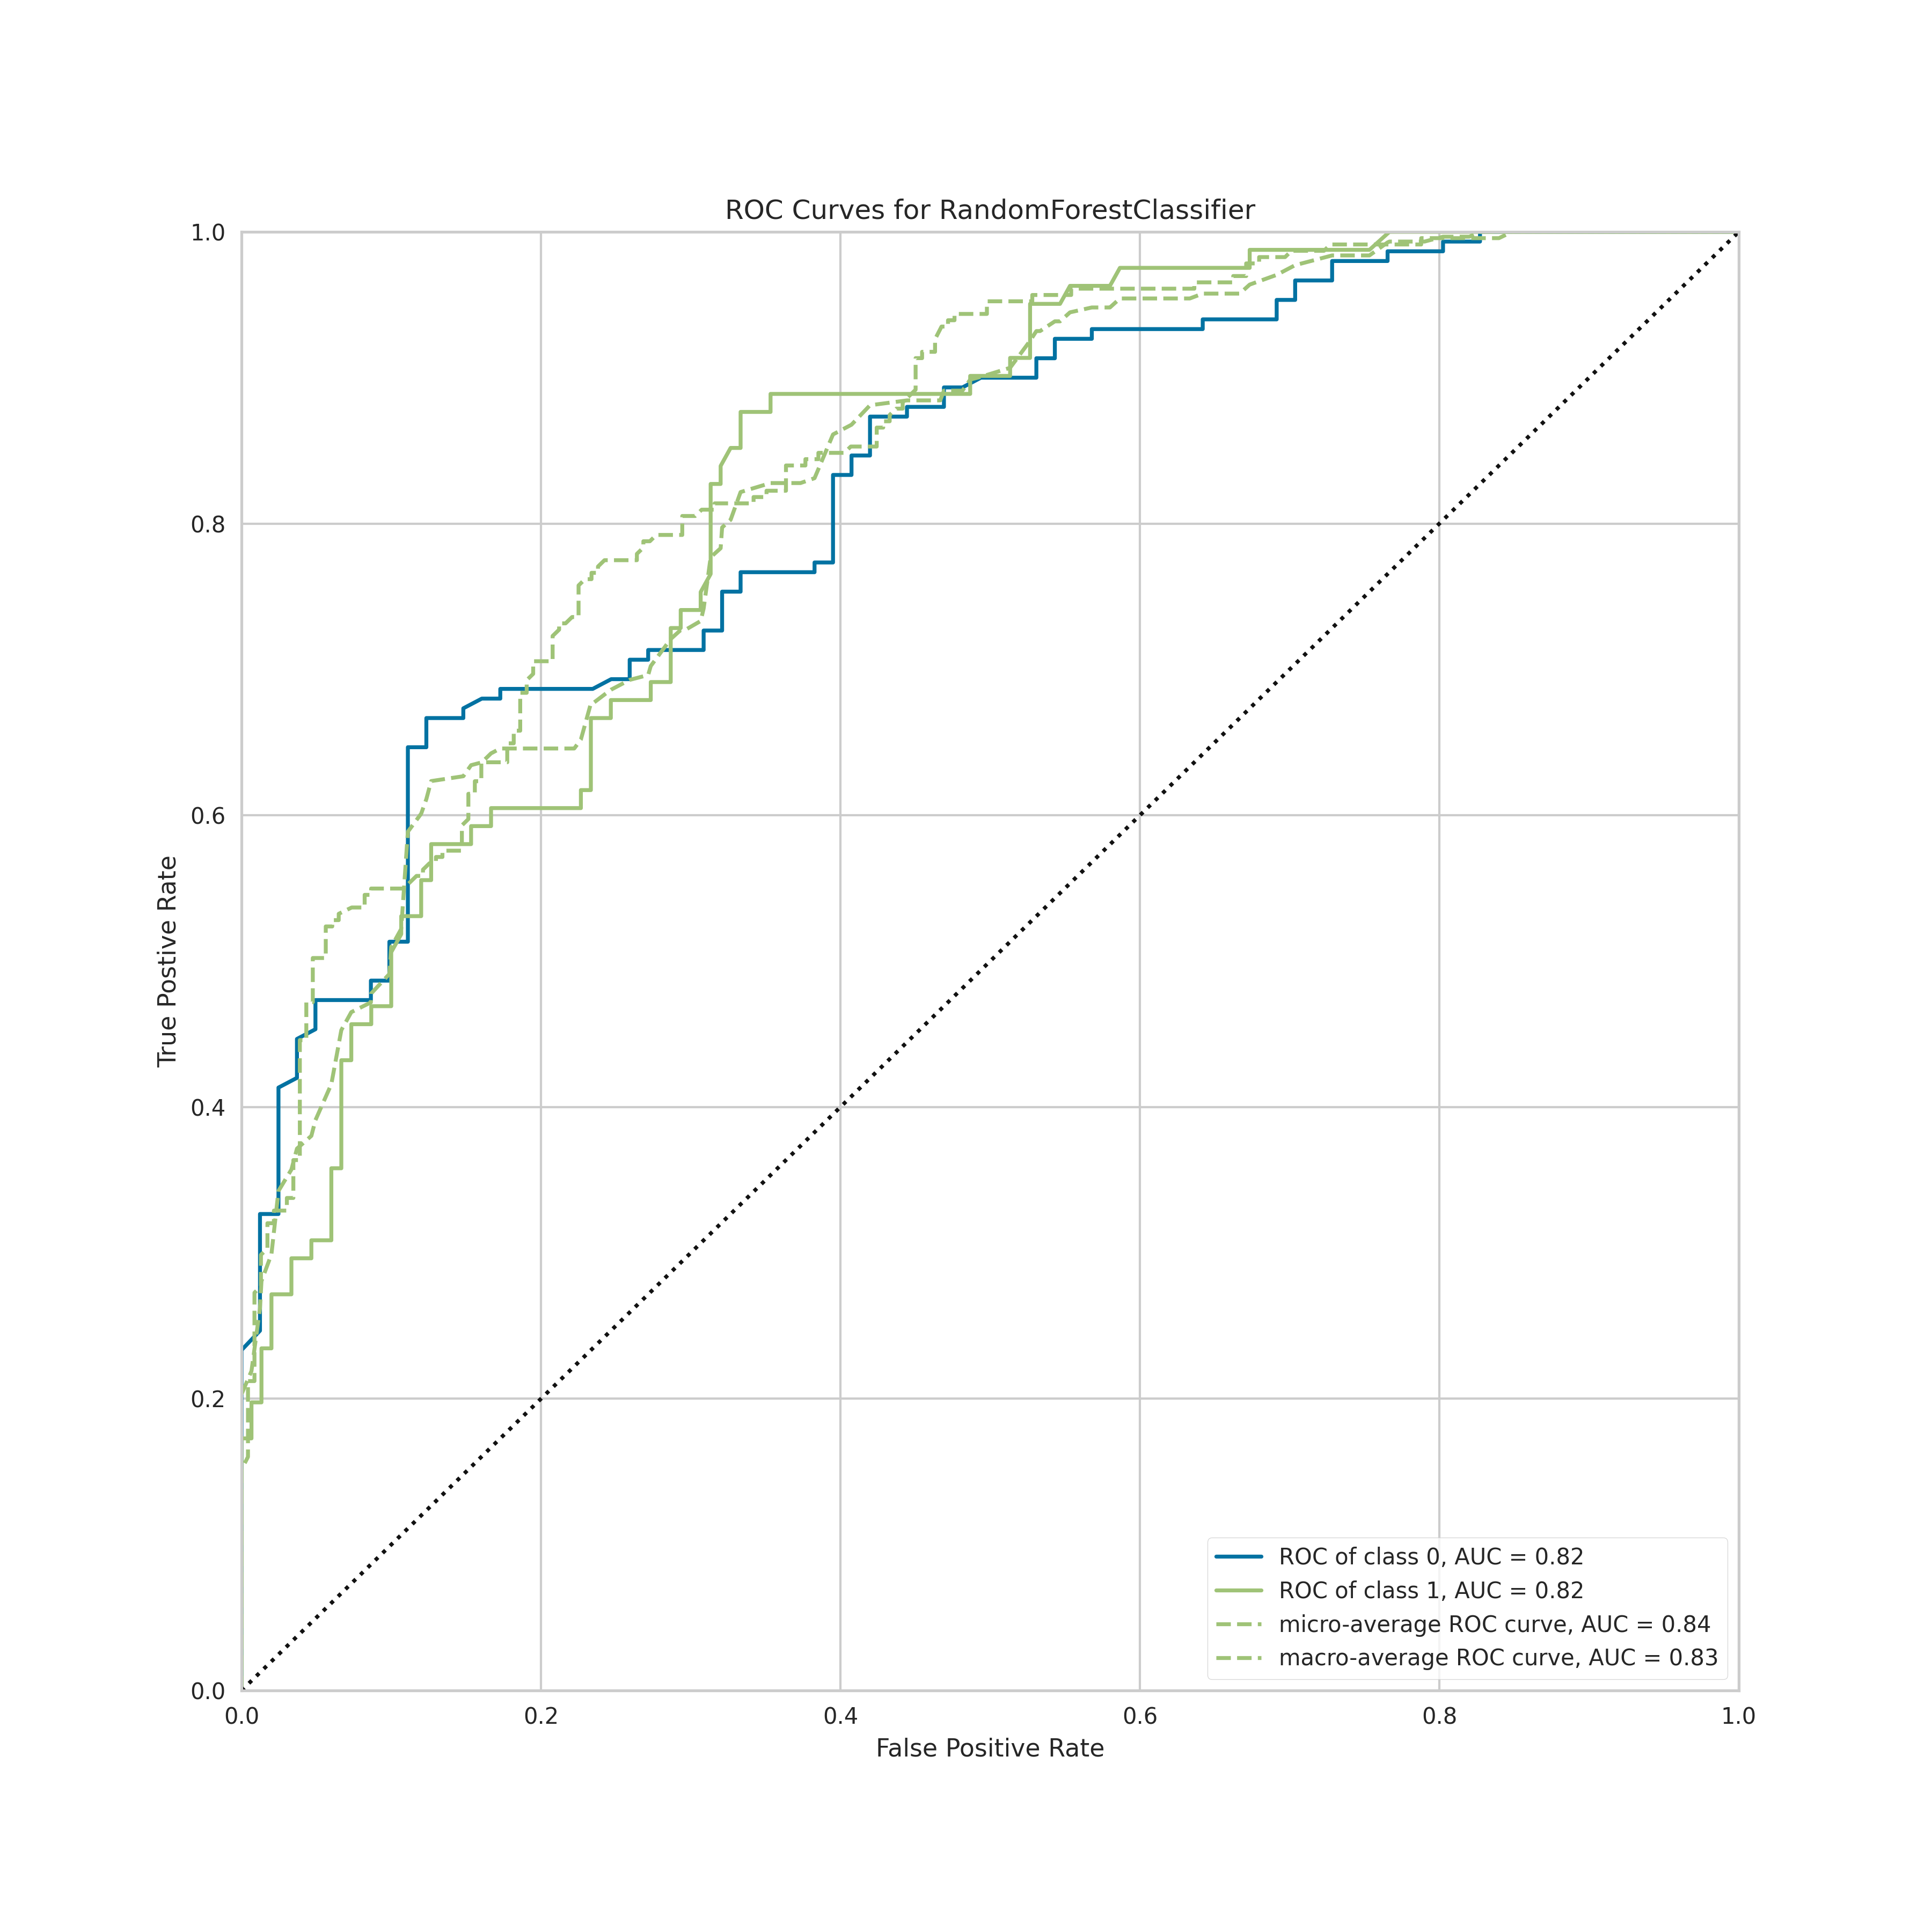 ROC Curves for RandomForestClassifier
1.0
0.8
0.6
0.4
0.2
0.0
True Postive Rate
0.0 0.2 0.4 0.6 0.8 1.0
False Positive Rate
ROC of class 0, AUC = 0.82
ROC of class 1, AUC = 0.82
micro-average ROC curve, AUC = 0.84
macro-average ROC curve, AUC = 0.83